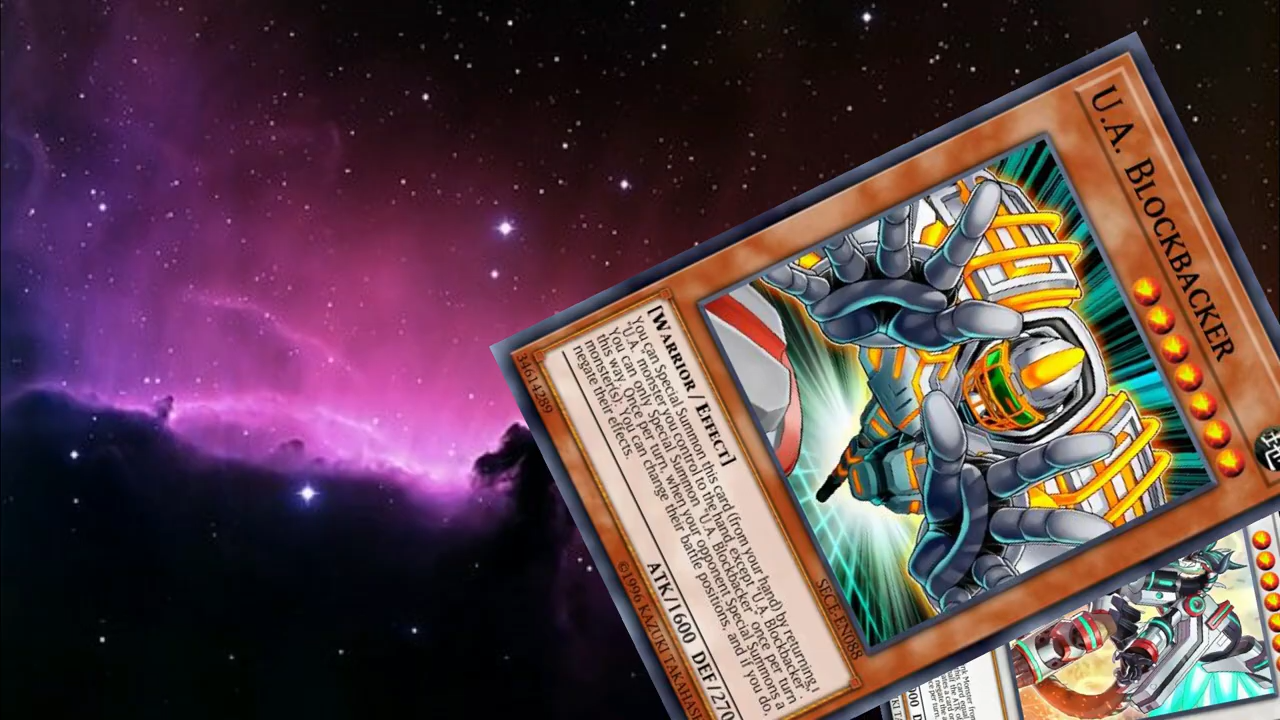 U.A. BLOCKBACKER
SECE-EN088
[WARRIOR / EFFECT]
You can Special Summon this card (from your hand) by returning 1
"U.A." monster you control to the hand, except "U.A. Blockbacker".
You can only Special Summon "U.A. Blockbacker" once per turn
this way. Once per turn, when your opponent Special Summons a
monster(s): You can change their battle positions, and if you do,
negate their effects.
ATK/1600 DEF/270
34614289
©1996 KAZUKI TAKAHAS